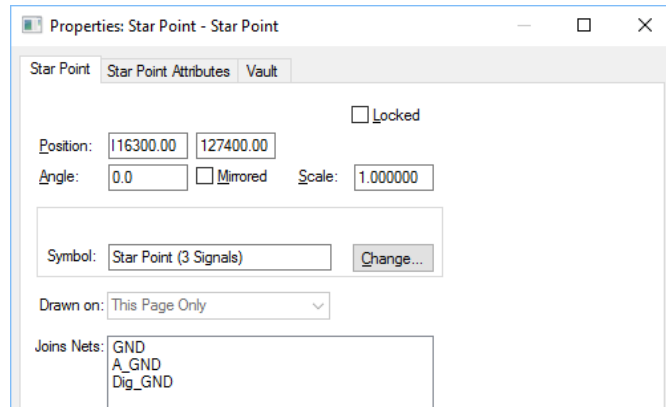 Properties: Star Point - Star Point
Star Point Star Point Attributes Vault
Locked
Position: 116300.00 127400.00
Angle: 0.0 Mirrored Scale: 1.000000
Symbol: Star Point (3 Signals) Change...
Drawn on: This Page Only
Joins Nets: GND
A_GND
Dig_GND